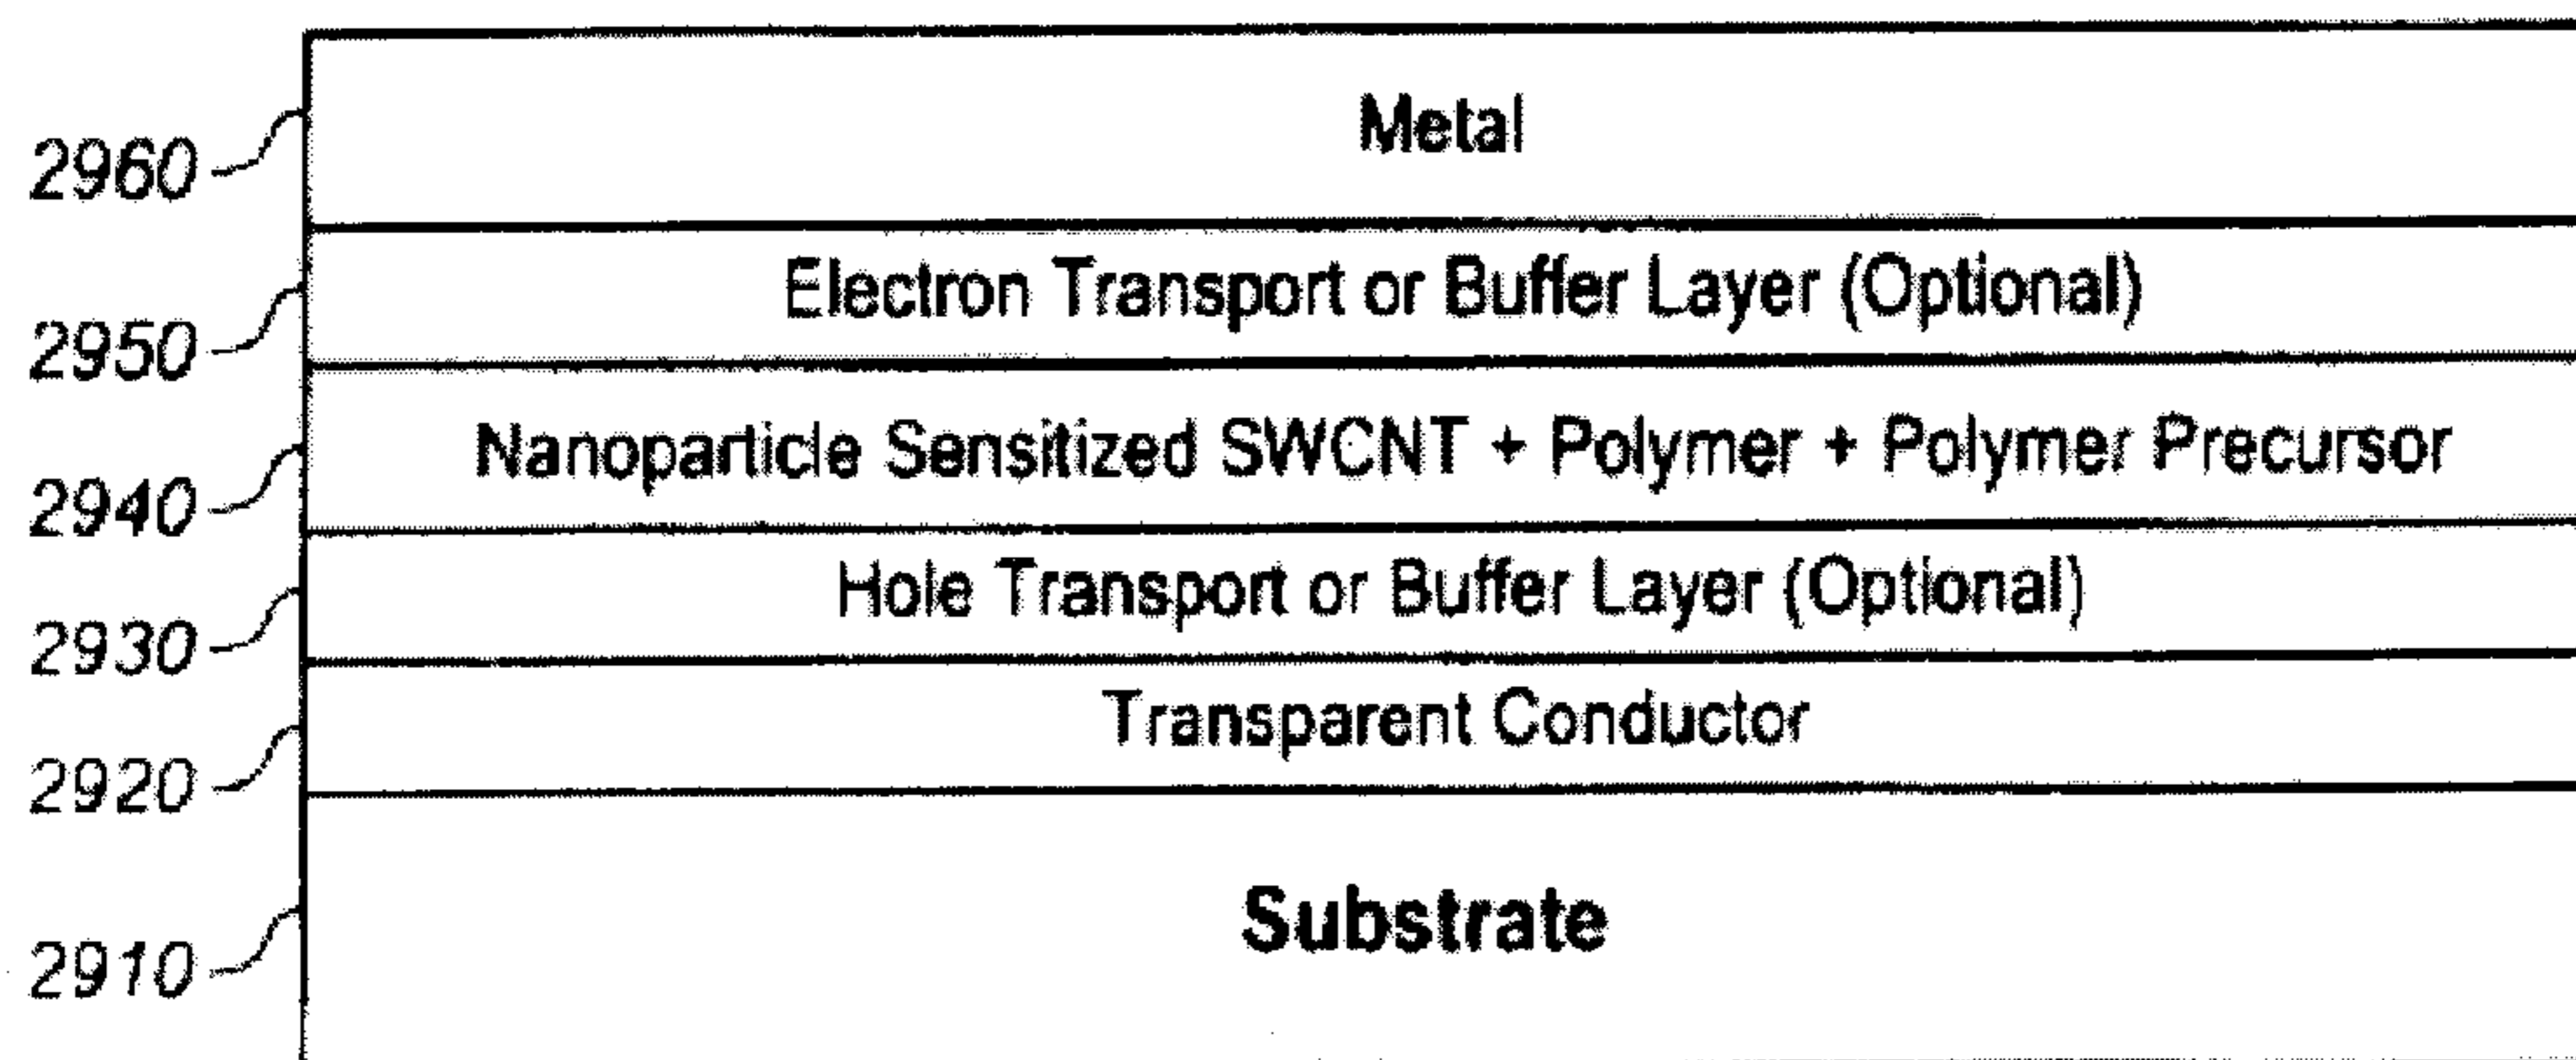 Metal
2960
Electron Transport or Buffer Layer (Optional)
2950
Nanoparticle Sensitized SWCNT + Polymer + Polymer Precursor
2940
Hole Transport or Buffer Layer (Optional)
2930
Transparent Conductor
2920
Substrate
2910